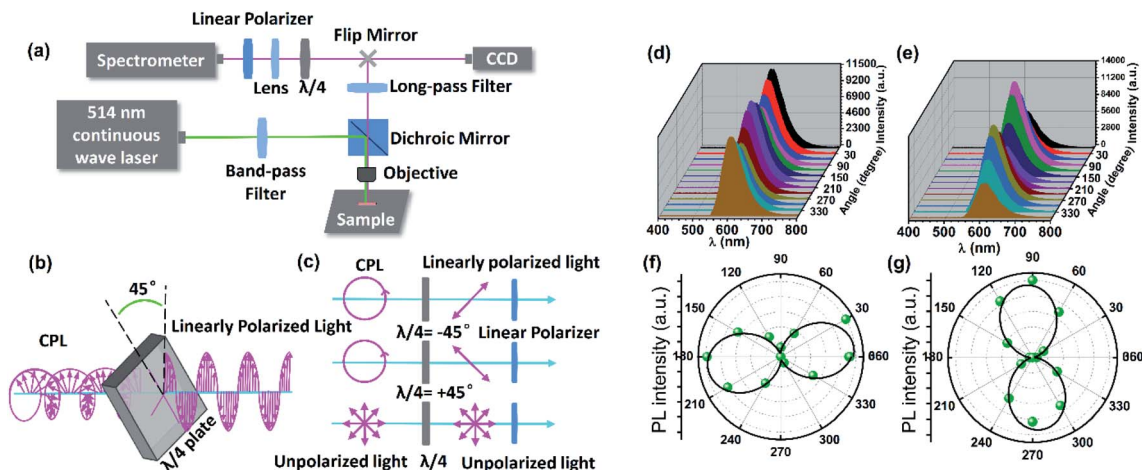 (a)
Linear Polarizer
Flip Mirror
Spectrometer
CCD
Lens
λ/4
Long-pass Filter
514 nm
continuous
wave laser
Dichroic Mirror
Band-pass
Filter
Objective
Sample
(b)
45°
CPL
Linearly Polarized Light
λ/4 plate
(c)
CPL
Linearly polarized light
λ/4= -45°
Linear Polarizer
λ/4= +45°
Unpolarized light
λ/4
Unpolarized light
(d)
11500
9200
6900
4600
2300
0
Intensity (a.u.)
30
90
150
210
270
330
Angle (degree)
400 500 600 700 800
λ (nm)
(e)
14000
11200
8400
5600
2800
0
Intensity (a.u.)
30
90
150
210
270
330
Angle (degree)
400 500 600 700 800
λ (nm)
(f)
PL intensity (a.u.)
90
120
60
150
30
180
0
360
210
330
240
300
270
(g)
PL intensity (a.u.)
90
120
60
150
30
180
0
360
210
330
240
300
270